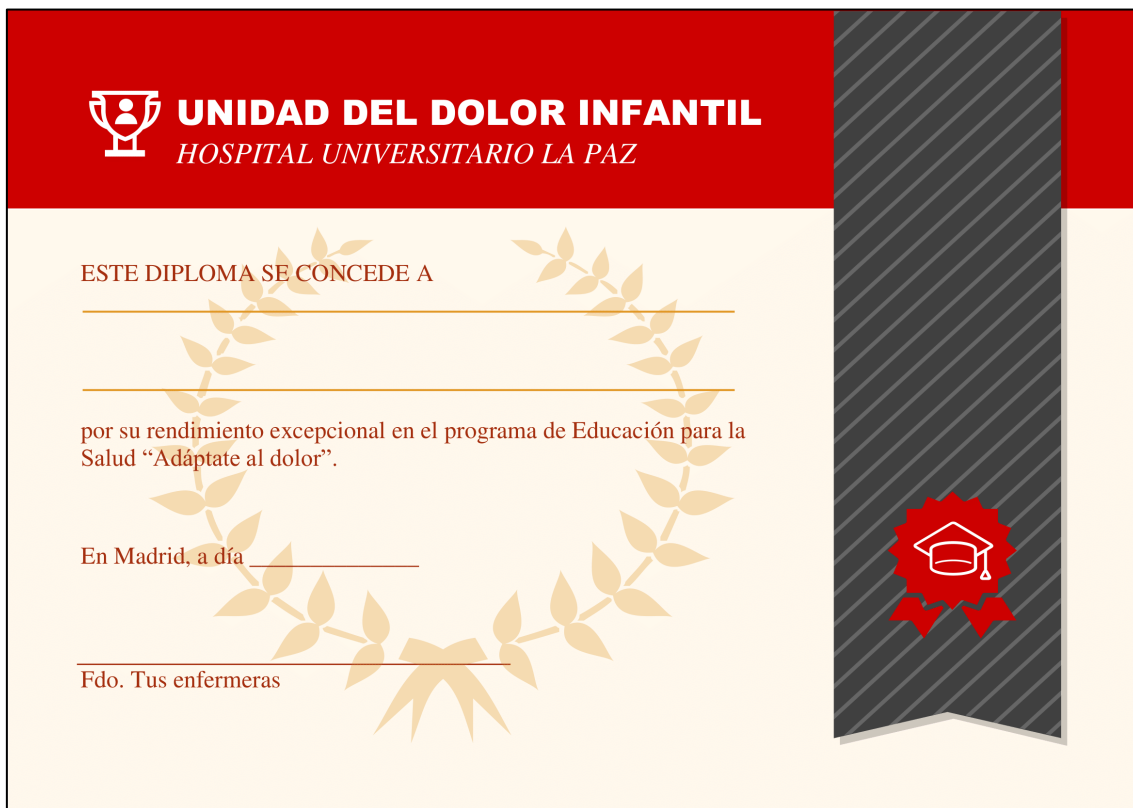 UNIDAD DEL DOLOR INFANTIL
HOSPITAL UNIVERSITARIO LA PAZ
ESTE DIPLOMA SE CONCEDE A
por su rendimiento excepcional en el programa de Educación para la
Salud “Adáptate al dolor”.
En Madrid, a día ______________
Fdo. Tus enfermeras